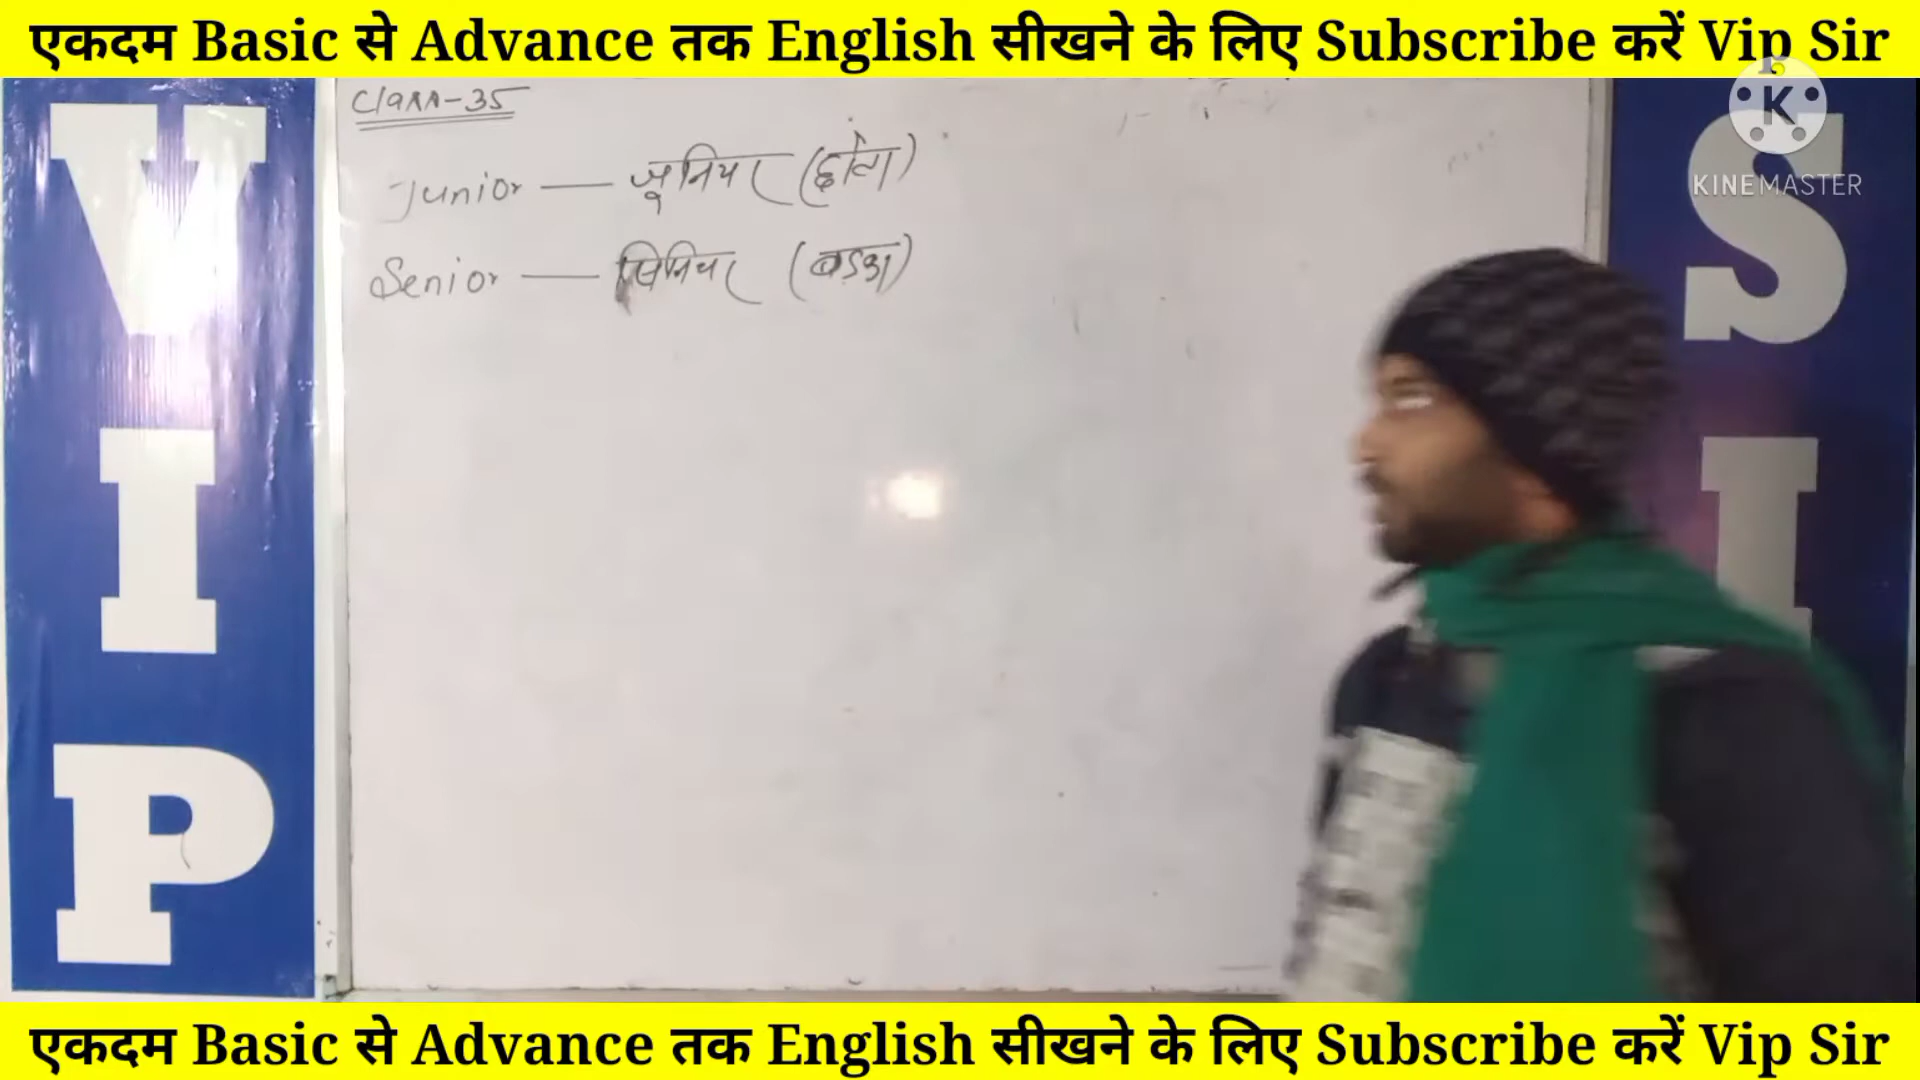 एकदम Basic से Advance तक English सीखने के लिए Subscribe करें Vip Sir
K
KINEMASTER
VIP
SI
Class-35
Junior — जूनियर (छोटा)
Senior — सिनियर
एकदम Basic से Advance तक English सीखने के लिए Subscribe करें Vip Sir